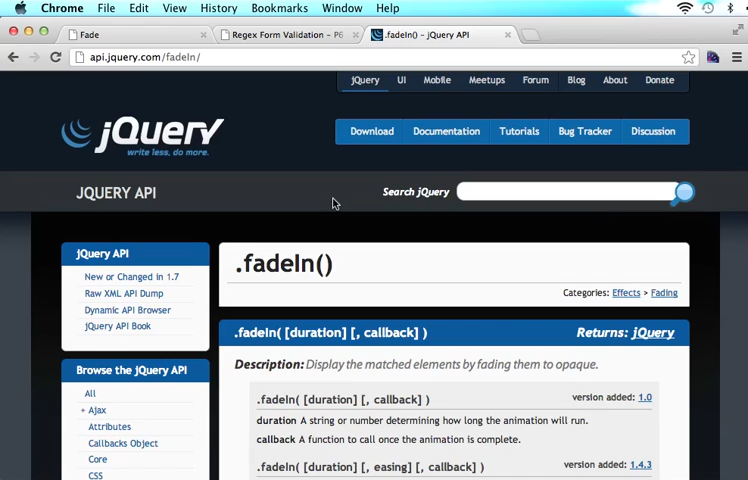 Chrome File Edit View History Bookmarks Window Help
Fade
Regex Form Validation – P6
.fadeIn() – jQuery API
api.jquery.com/fadeIn/
jQuery UI Mobile Meetups Forum Blog About Donate
jQuery
write less, do more.
Download Documentation Tutorials Bug Tracker Discussion
JQUERY API
Search jQuery
jQuery API
New or Changed in 1.7
Raw XML API Dump
Dynamic API Browser
jQuery API Book
Browse the jQuery API
All
+ Ajax
Attributes
Callbacks Object
Core
CSS
.fadeIn()
Categories: Effects > Fading
.fadeIn( [duration] [, callback] ) Returns: jQuery
Description: Display the matched elements by fading them to opaque.
.fadeIn( [duration] [, callback] ) version added: 1.0
duration A string or number determining how long the animation will run.
callback A function to call once the animation is complete.
.fadeIn( [duration] [, easing] [, callback] ) version added: 1.4.3